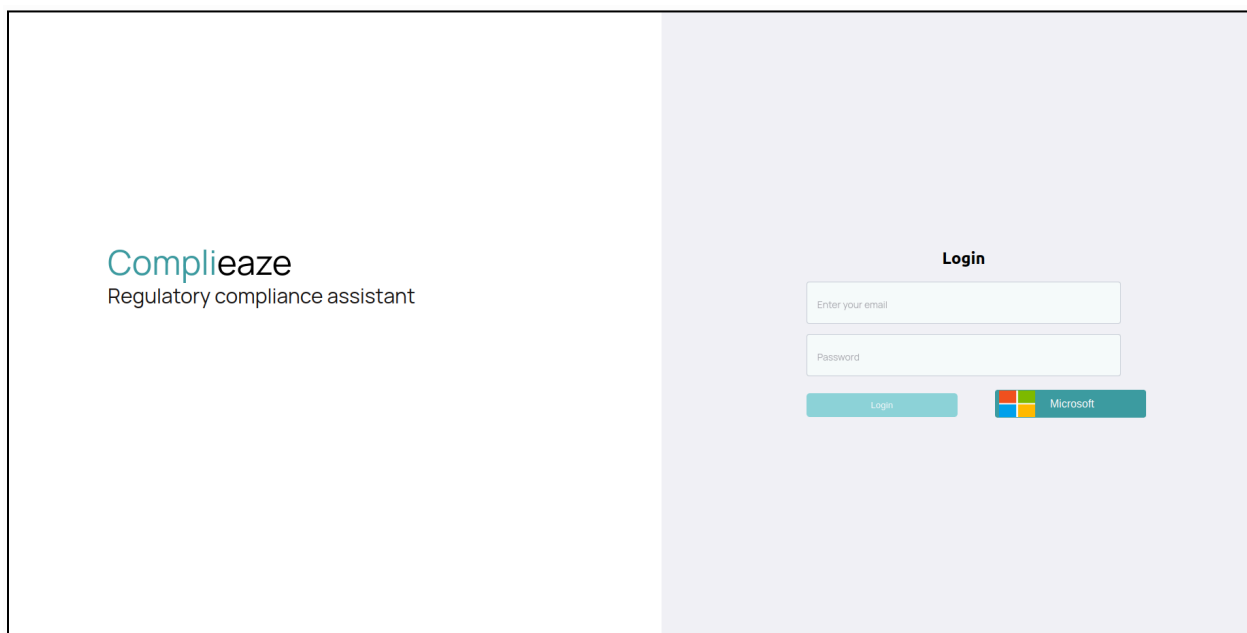 Complieaze
Regulatory compliance assistant
Login
Enter your email
Password
Login
Microsoft